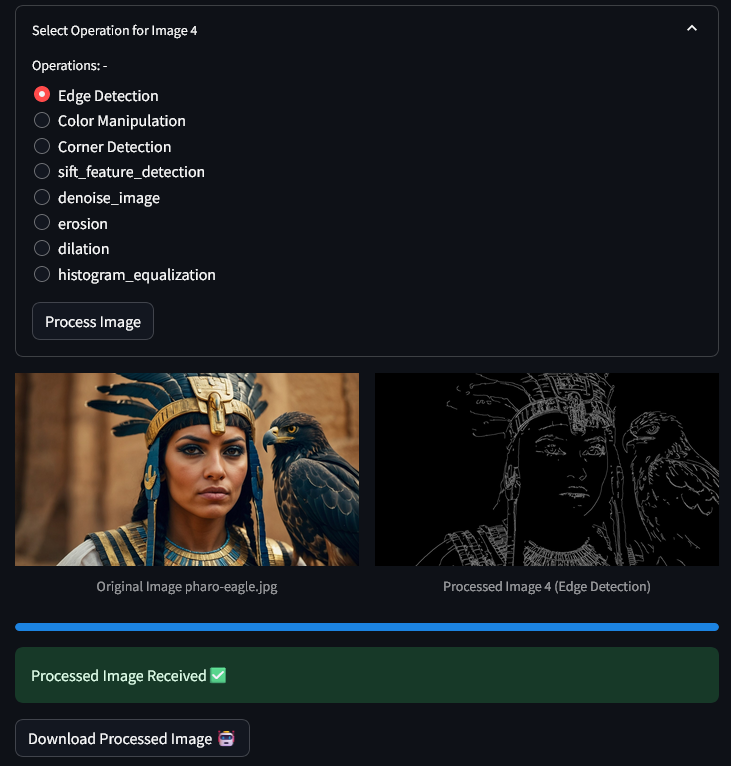 Select Operation for Image 4
Operations: -
Edge Detection
Color Manipulation
Corner Detection
sift_feature_detection
denoise_image
erosion
dilation
histogram_equalization
Process Image
Original Image pharo-eagle.jpg
Processed Image 4 (Edge Detection)
Processed Image Received ✅
Download Processed Image 🤖